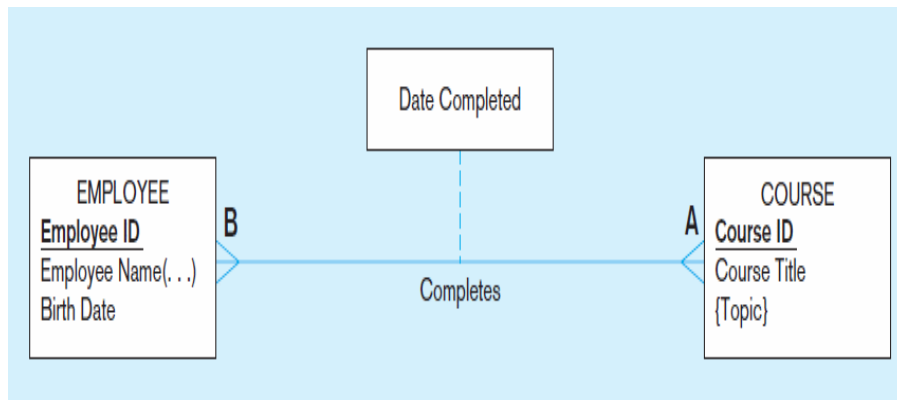 Date Completed
EMPLOYEE
Employee ID
Employee Name(. . .)
Birth Date
B
Completes
A
COURSE
Course ID
Course Title
{Topic}